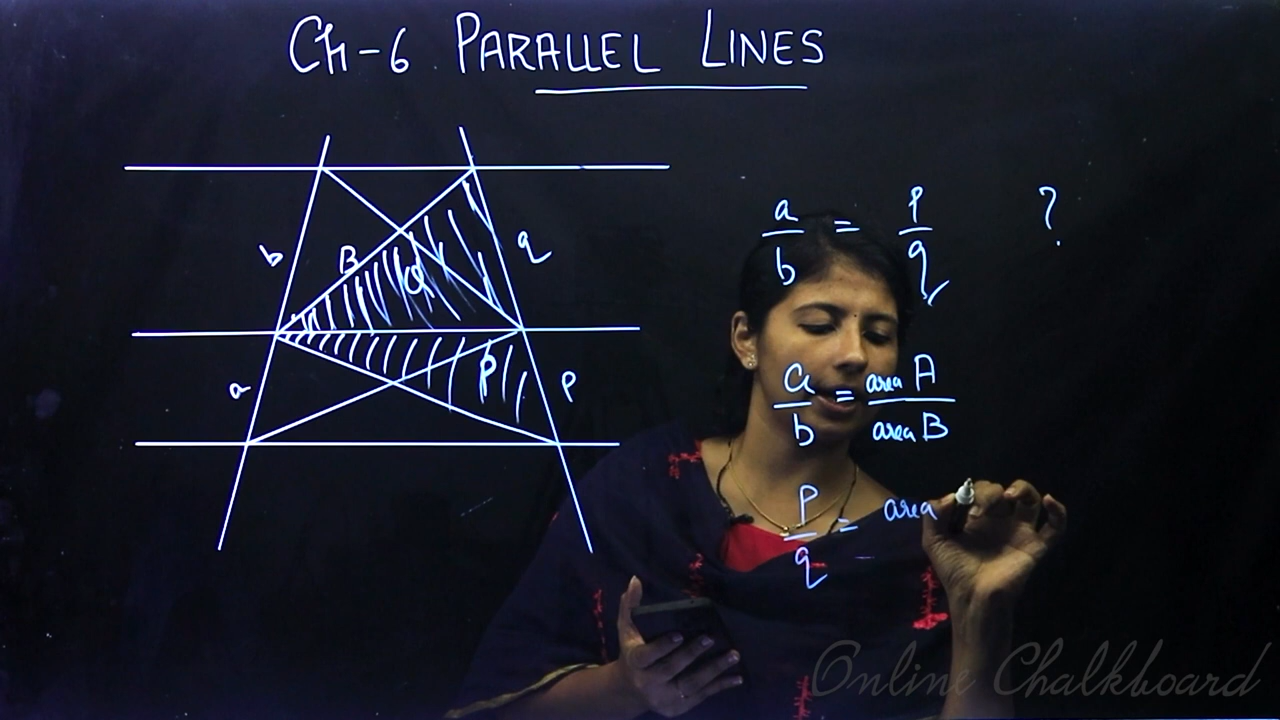 Ch-6 PARALLEL LINES
b
B
Q
q
a
P
p
a/b = p/q ?
a/b = area A/area B
p/q = area
Online Chalkboard